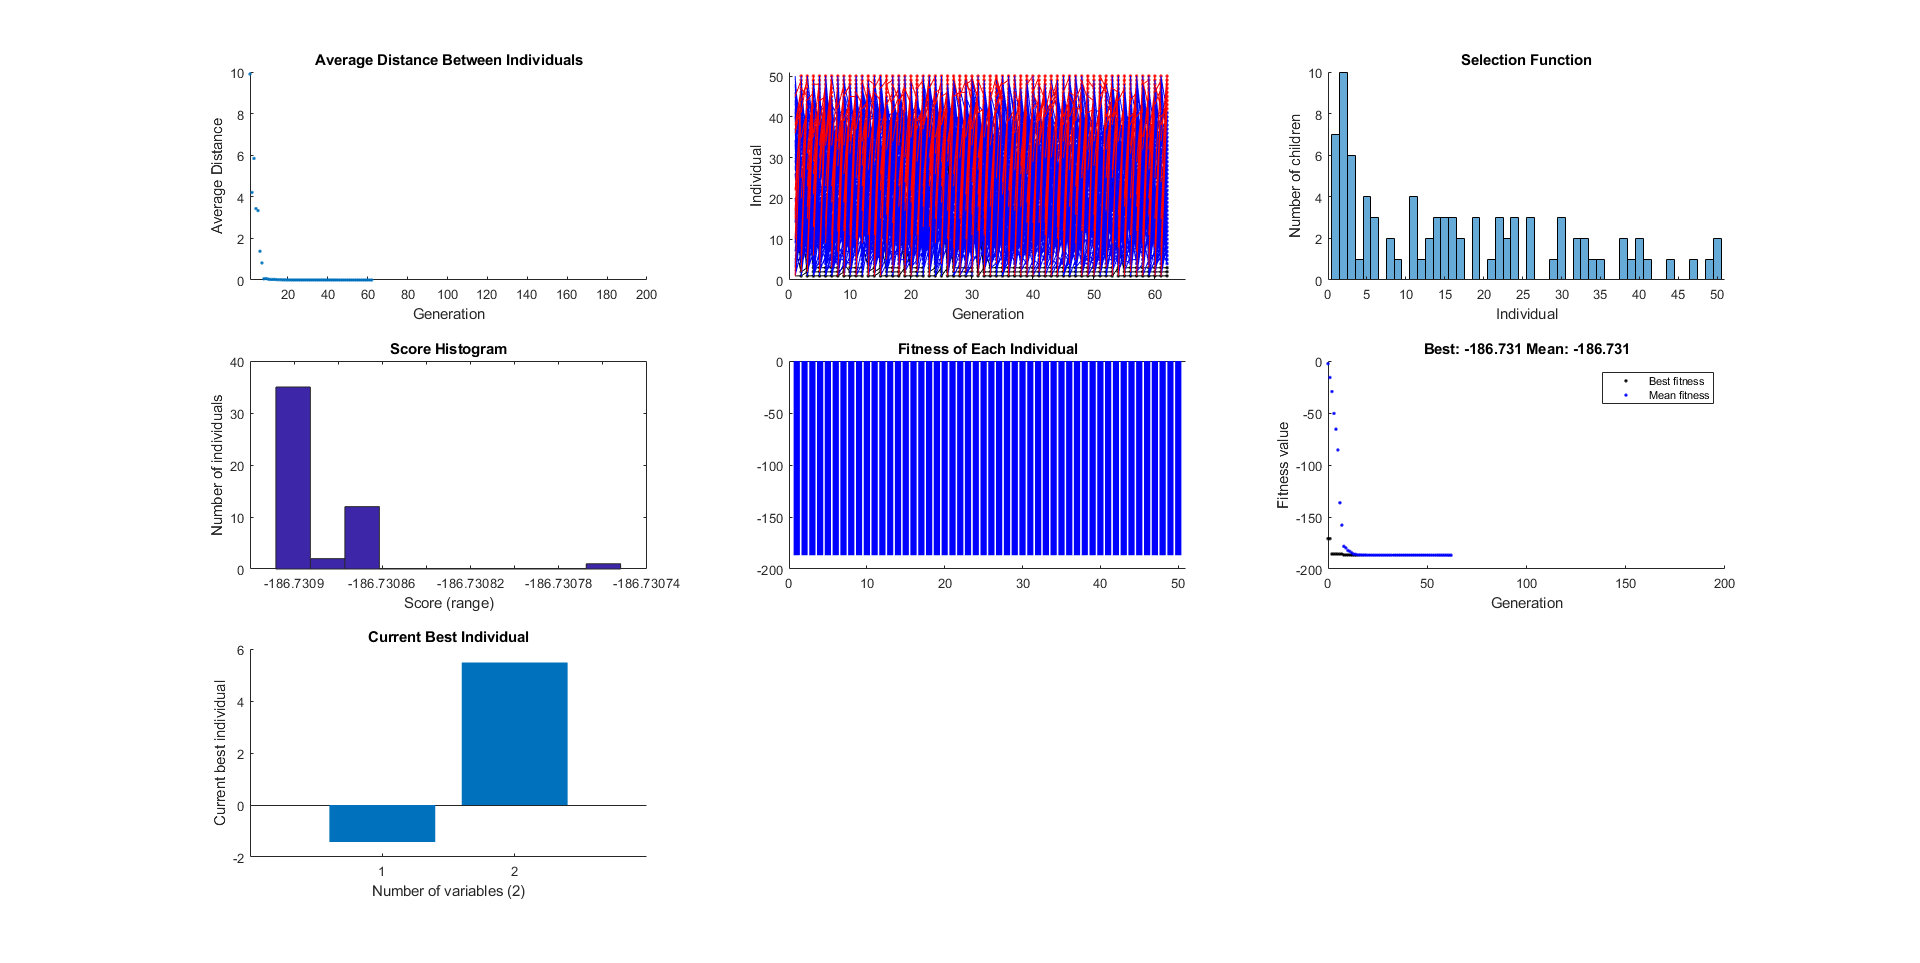 Average Distance Between Individuals
10
8
6
4
2
0
Average Distance
20 40 60 80 100 120 140 160 180 200
Generation
50
40
30
20
10
0
Individual
0 10 20 30 40 50 60
Generation
Selection Function
10
8
6
4
2
0
Number of children
0 5 10 15 20 25 30 35 40 45 50
Individual
Score Histogram
40
30
20
10
0
Number of individuals
-186.7309 -186.73086 -186.73082 -186.73078 -186.73074
Score (range)
Fitness of Each Individual
0
-50
-100
-150
-200
0 10 20 30 40 50
Best: -186.731 Mean: -186.731
0
-50
-100
-150
-200
Fitness value
Best fitness
Mean fitness
0 50 100 150 200
Generation
Current Best Individual
6
4
2
0
-2
Current best individual
1 2
Number of variables (2)